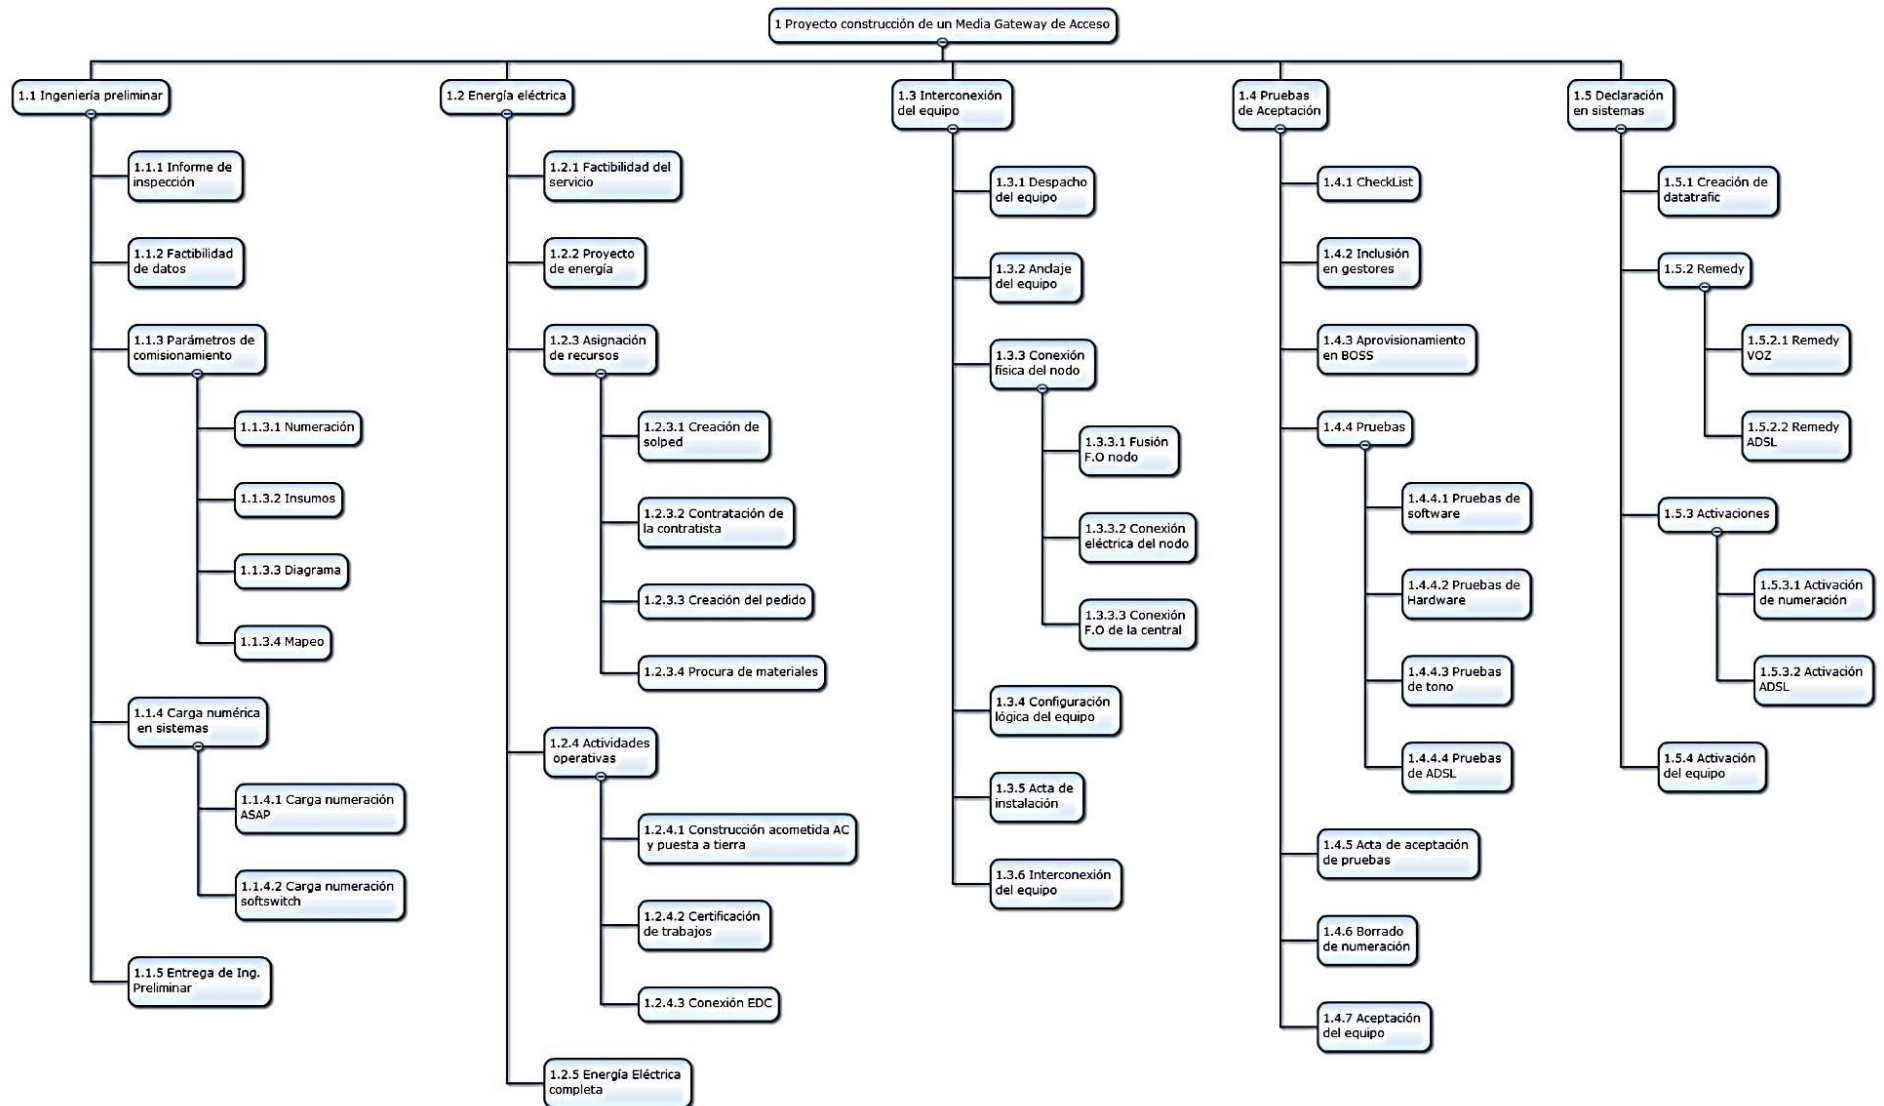 1 Proyecto construcción de un Media Gateway de Acceso
1.1 Ingeniería preliminar
1.1.1 Informe de
inspección
1.1.2 Factibilidad
de datos
1.1.3 Parámetros de
comisionamiento
1.1.3.1 Numeración
1.1.3.2 Insumos
1.1.3.3 Diagrama
1.1.3.4 Mapeo
1.1.4 Carga numérica
en sistemas
1.1.4.1 Carga numeración
ASAP
1.1.4.2 Carga numeración
softswitch
1.1.5 Entrega de Ing.
Preliminar
1.2 Energía eléctrica
1.2.1 Factibilidad del
servicio
1.2.2 Proyecto
de energía
1.2.3 Asignación
de recursos
1.2.3.1 Creación de
solped
1.2.3.2 Contratación de
la contratista
1.2.3.3 Creación del pedido
1.2.3.4 Procura de materiales
1.2.4 Actividades
operativas
1.2.4.1 Construcción acometida AC
y puesta a tierra
1.2.4.2 Certificación
de trabajos
1.2.4.3 Conexión EDC
1.2.5 Energía Eléctrica
completa
1.3 Interconexión
del equipo
1.3.1 Despacho
del equipo
1.3.2 Anclaje
del equipo
1.3.3 Conexión
física del nodo
1.3.3.1 Fusión
F.O nodo
1.3.3.2 Conexión
eléctrica del nodo
1.3.3.3 Conexión
F.O de la central
1.3.4 Configuración
lógica del equipo
1.3.5 Acta de
instalación
1.3.6 Interconexión
del equipo
1.4 Pruebas
de Aceptación
1.4.1 CheckList
1.4.2 Inclusión
en gestores
1.4.3 Aprovisionamiento
en BOSS
1.4.4 Pruebas
1.4.4.1 Pruebas de
software
1.4.4.2 Pruebas de
Hardware
1.4.4.3 Pruebas
de tono
1.4.4.4 Pruebas
de ADSL
1.4.5 Acta de aceptación
de pruebas
1.4.6 Borrado
de numeración
1.4.7 Aceptación
del equipo
1.5 Declaración
en sistemas
1.5.1 Creación de
datatrafic
1.5.2 Remedy
1.5.2.1 Remedy
VOZ
1.5.2.2 Remedy
ADSL
1.5.3 Activaciones
1.5.3.1 Activación
de numeración
1.5.3.2 Activación
ADSL
1.5.4 Activación
del equipo